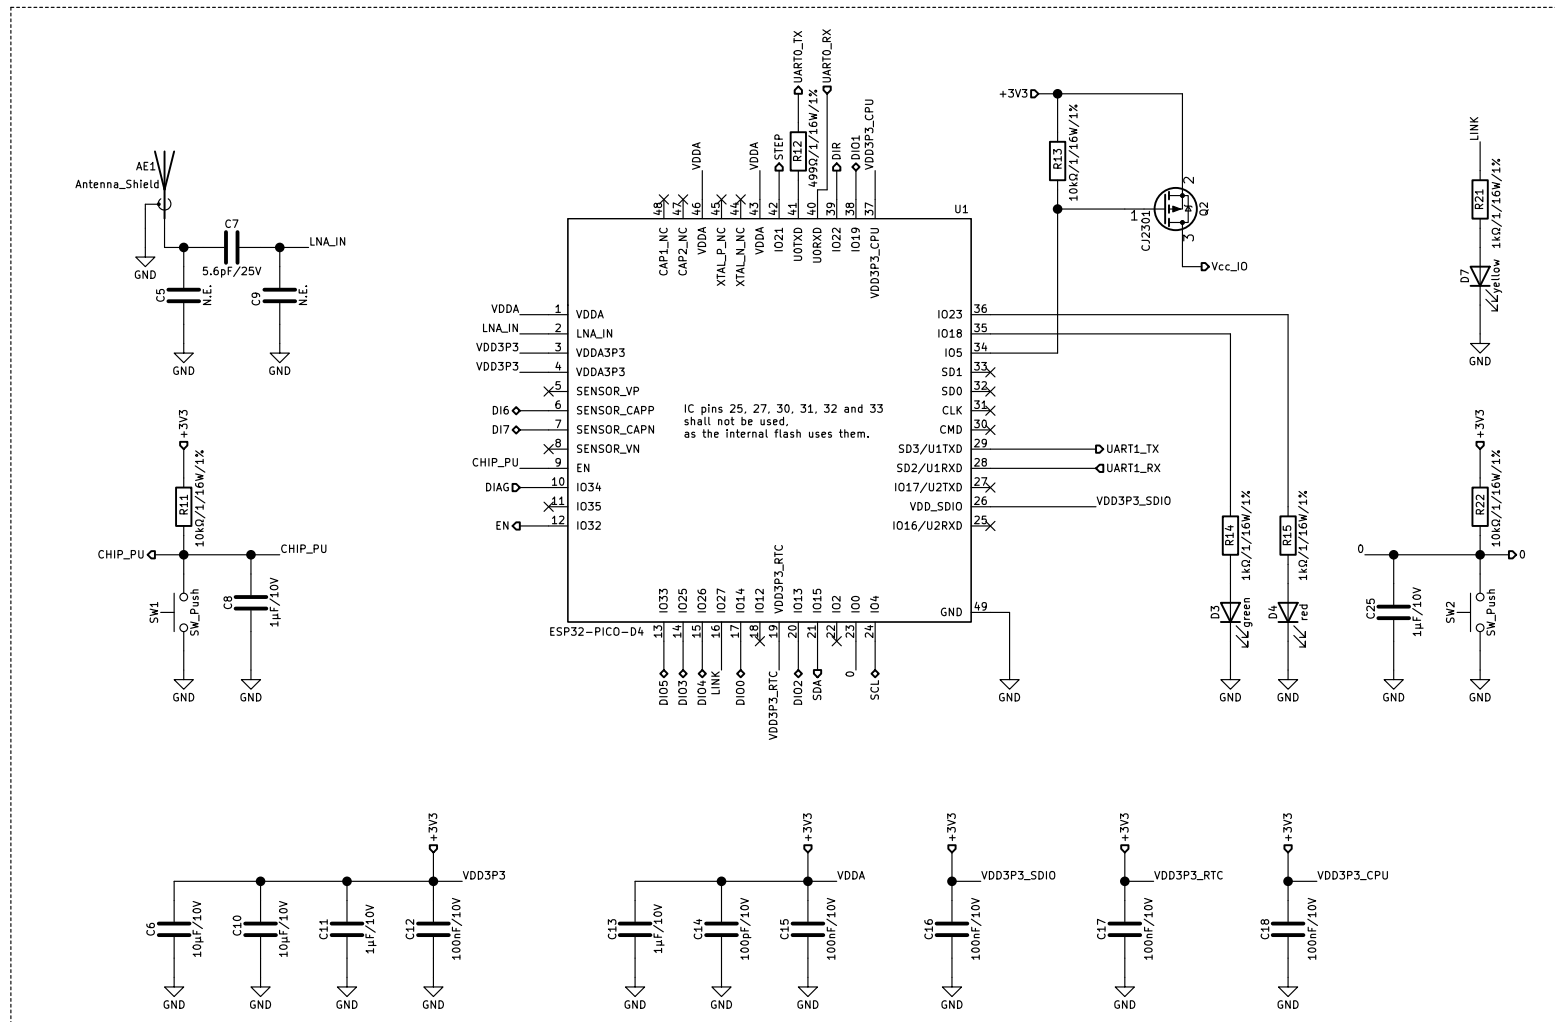 AE1
Antenna_Shield
GND
C7
5.6pF/25V
LNA_IN
C5
N.E.
GND
C9
N.E.
GND
+3V3
R11
10kΩ/1/16W/1%
CHIP_PU
CHIP_PU
SW1
SW_Push
GND
C8
1µF/10V
GND
UART0_TX
UART0_RX
VDDA
VDDA
STEP
R12
499Ω/1/16W/1%
DIR
DIO1
VDD3P3_CPU
48
47
46
45
44
43
42
41
40
39
38
37
U1
CAP1_NC
CAP2_NC
VDDA
XTAL_P_NC
XTAL_N_NC
VDDA
IO21
U0TXD
U0RXD
IO22
IO19
VDD3P3_CPU
VDDA 1 VDDA
LNA_IN 2 LNA_IN
VDD3P3 3 VDDA3P3
VDD3P3 4 VDDA3P3
5 SENSOR_VP
DI6 6 SENSOR_CAPP
DI7 7 SENSOR_CAPN
8 SENSOR_VN
CHIP_PU 9 EN
DIAG 10 IO34
11 IO35
EN 12 IO32
IC pins 25, 27, 30, 31, 32 and 33
shall not be used,
as the internal flash uses them.
IO23 36
IO18 35
IO5 34
SD1 33
SD0 32
CLK 31
CMD 30
SD3/U1TXD 29 UART1_TX
SD2/U1RXD 28 UART1_RX
IO17/U2TXD 27
VDD_SDIO 26 VDD3P3_SDIO
IO16/U2RXD 25
GND 49
GND
IO33
IO25
IO26
IO27
IO14
IO12
VDD3P3_RTC
IO13
IO15
IO2
IO0
IO4
ESP32-PICO-D4
13
14
15
16
17
18
19
20
21
22
23
24
DIO5
DIO3
DIO4
LINK
DIO0
VDD3P3_RTC
DIO2
SDA
0
SCL
+3V3
R13
10kΩ/1/16W/1%
1
2
3
CJ2301
Q2
Vcc_IO
R14
1kΩ/1/16W/1%
D3
green
GND
R15
1kΩ/1/16W/1%
D4
red
GND
LINK
R21
1kΩ/1/16W/1%
D7
yellow
GND
+3V3
R22
10kΩ/1/16W/1%
0
0
C25
1µF/10V
GND
SW2
SW_Push
GND
+3V3
VDD3P3
C6
10µF/10V
GND
C10
10µF/10V
GND
C11
1µF/10V
GND
C12
100nF/10V
GND
+3V3
VDDA
C13
1µF/10V
GND
C14
100pF/10V
GND
C15
100nF/10V
GND
+3V3
VDD3P3_SDIO
C16
100nF/10V
GND
+3V3
VDD3P3_RTC
C17
100nF/10V
GND
+3V3
VDD3P3_CPU
C18
100nF/10V
GND